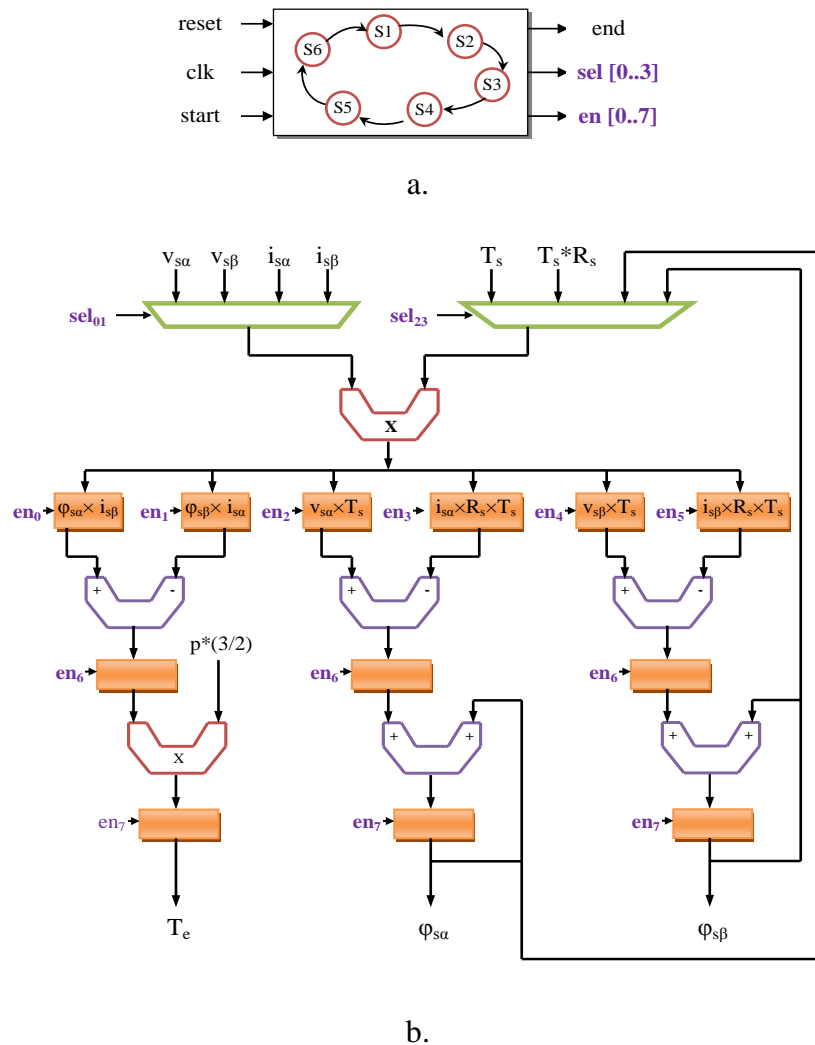 reset
clk
start
S1
S2
S3
S4
S5
S6
end
sel [0..3]
en [0..7]
a.
vsα vsβ isα isβ
Ts Ts*Rs
sel01
sel23
X
en0 φsα× isβ
en1 φsβ× isα
en2 vsα×Ts
en3 isα×Rs×Ts
en4 vsβ×Ts
en5 isβ×Rs×Ts
+ -
+ -
+ -
p*(3/2)
en6
en6
en6
X
+ +
+ +
en7
en7
en7
Te
φsα
φsβ
b.